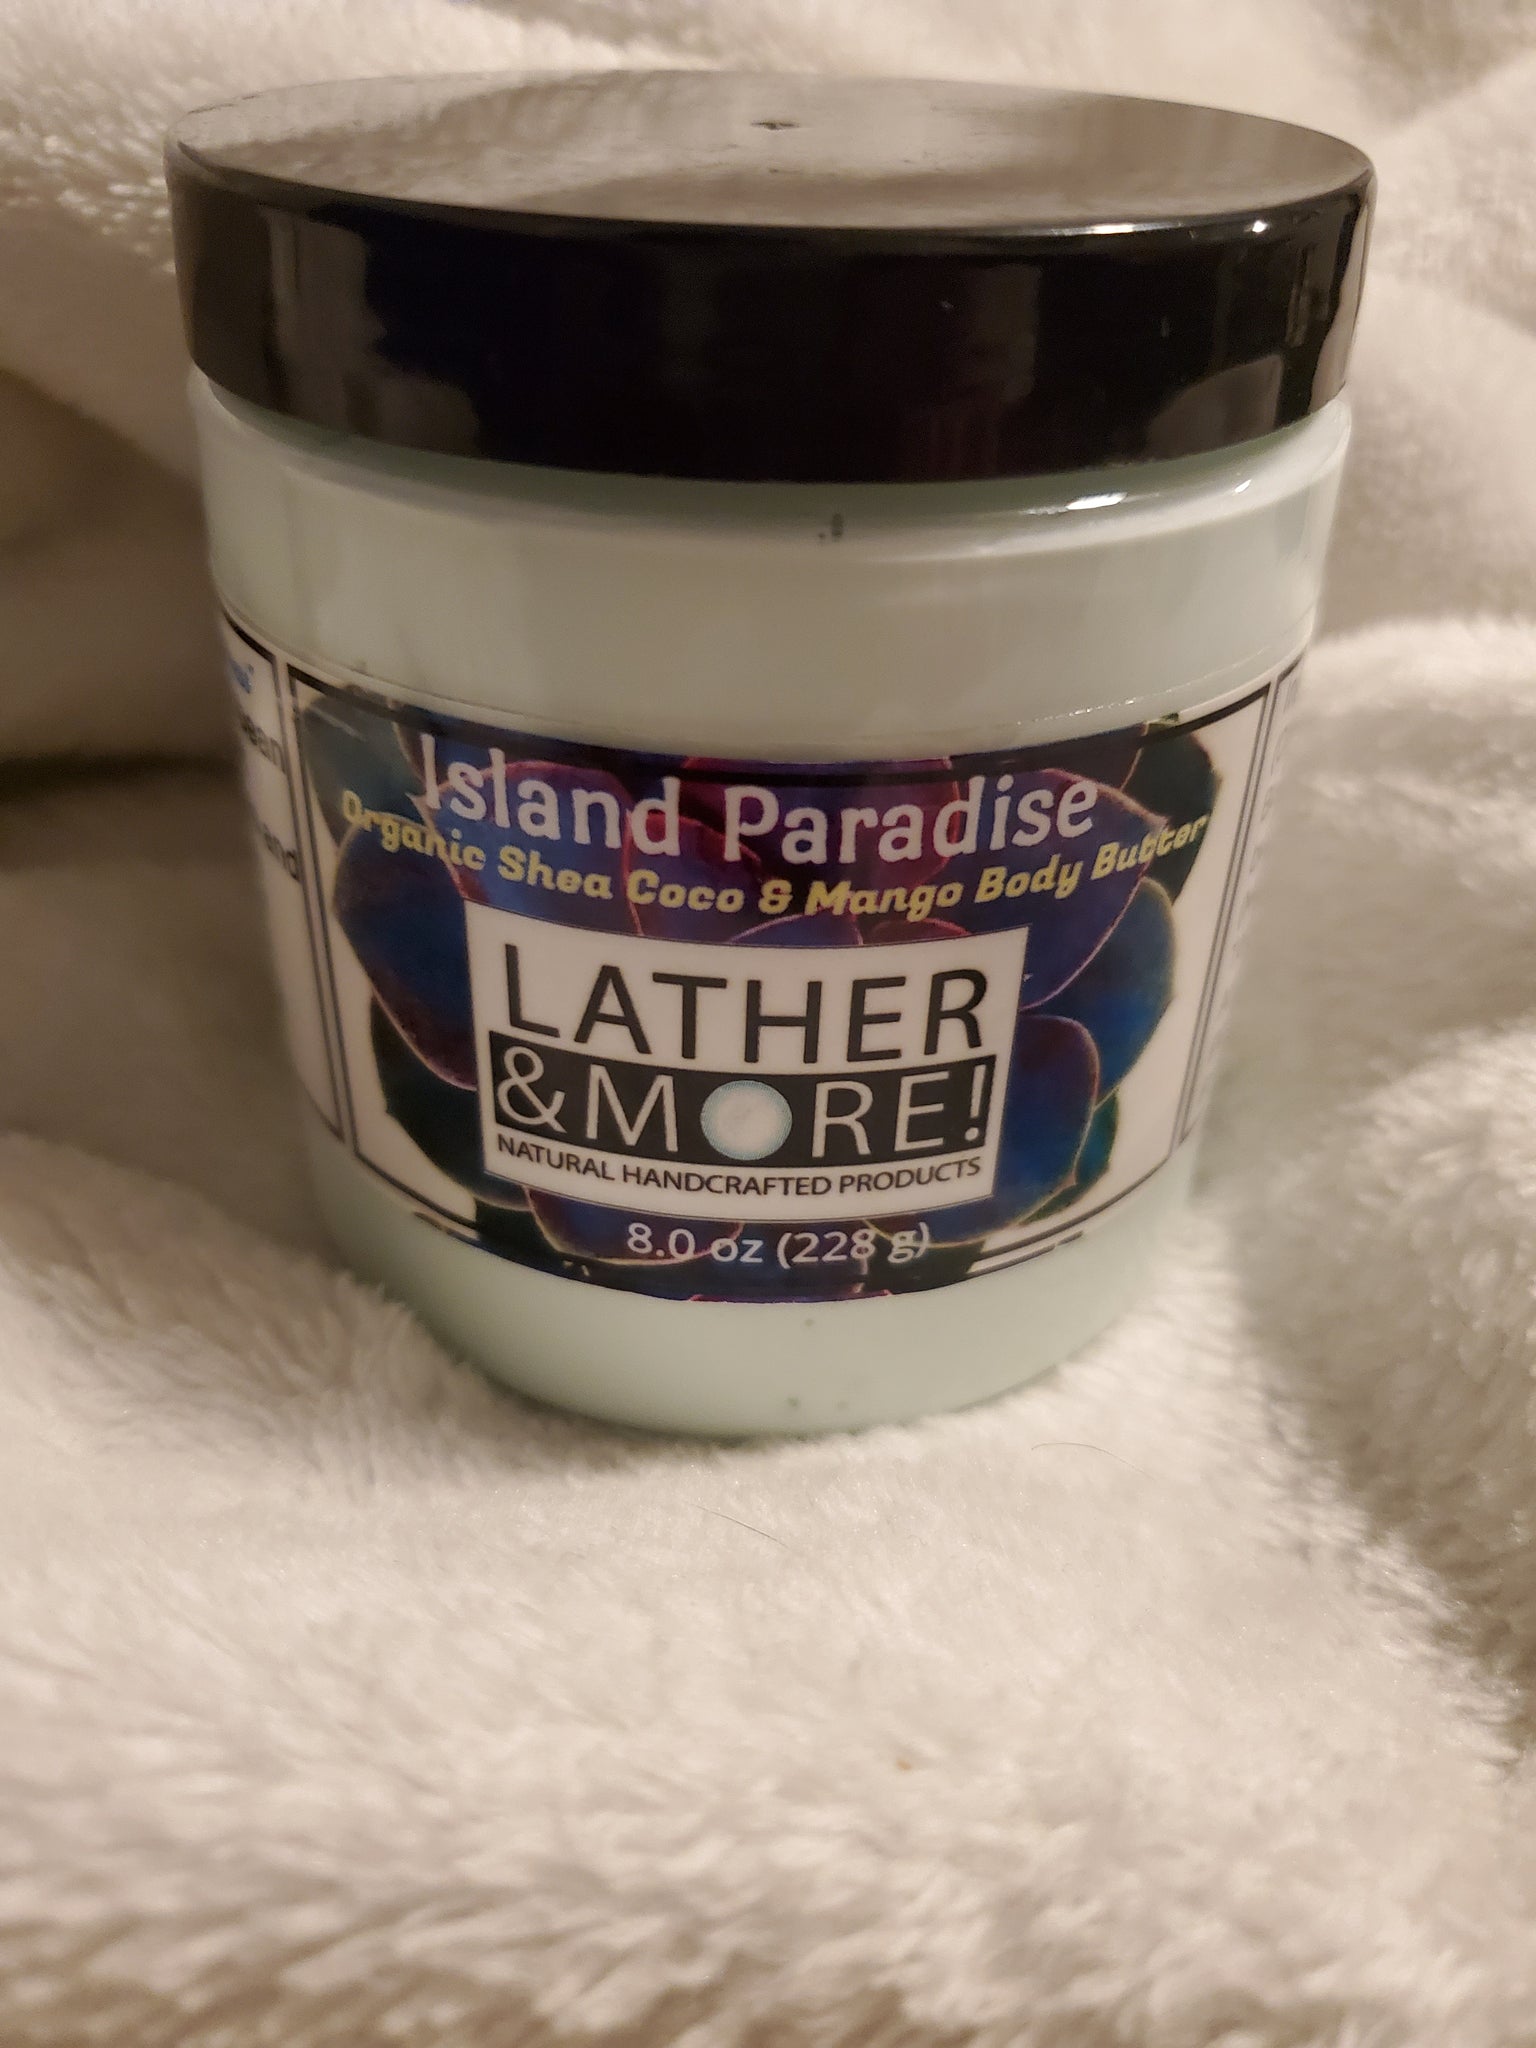 Island Paradise
Organic Shea Coco & Mango Body Butter
LATHER
&MORE!
NATURAL HANDCRAFTED PRODUCTS
8.0 oz (228 g)